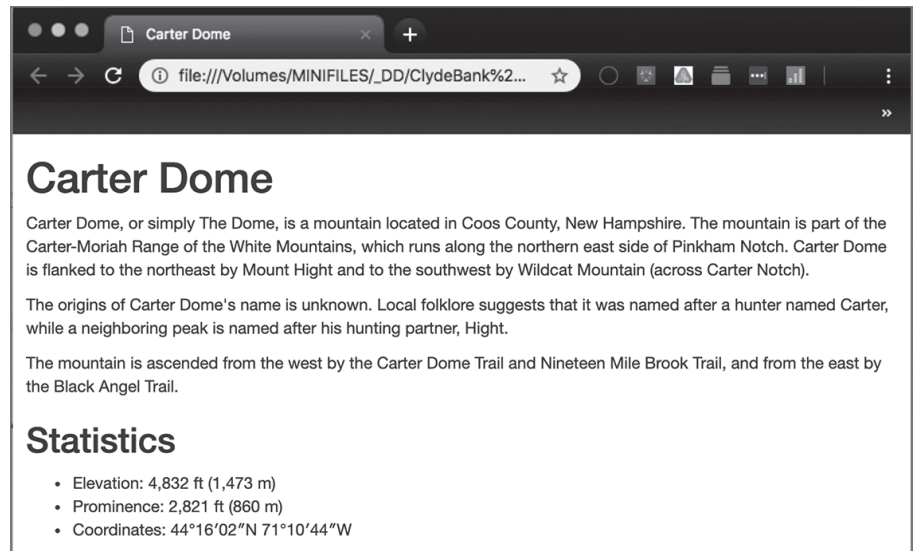 Carter Dome
file:///Volumes/MINIFILES/_DD/ClydeBank%2...
Carter Dome
Carter Dome, or simply The Dome, is a mountain located in Coos County, New Hampshire. The mountain is part of the
Carter-Moriah Range of the White Mountains, which runs along the northern east side of Pinkham Notch. Carter Dome
is flanked to the northeast by Mount Hight and to the southwest by Wildcat Mountain (across Carter Notch).
The origins of Carter Dome's name is unknown. Local folklore suggests that it was named after a hunter named Carter,
while a neighboring peak is named after his hunting partner, Hight.
The mountain is ascended from the west by the Carter Dome Trail and Nineteen Mile Brook Trail, and from the east by
the Black Angel Trail.
Statistics
• Elevation: 4,832 ft (1,473 m)
• Prominence: 2,821 ft (860 m)
• Coordinates: 44°16′02″N 71°10′44″W